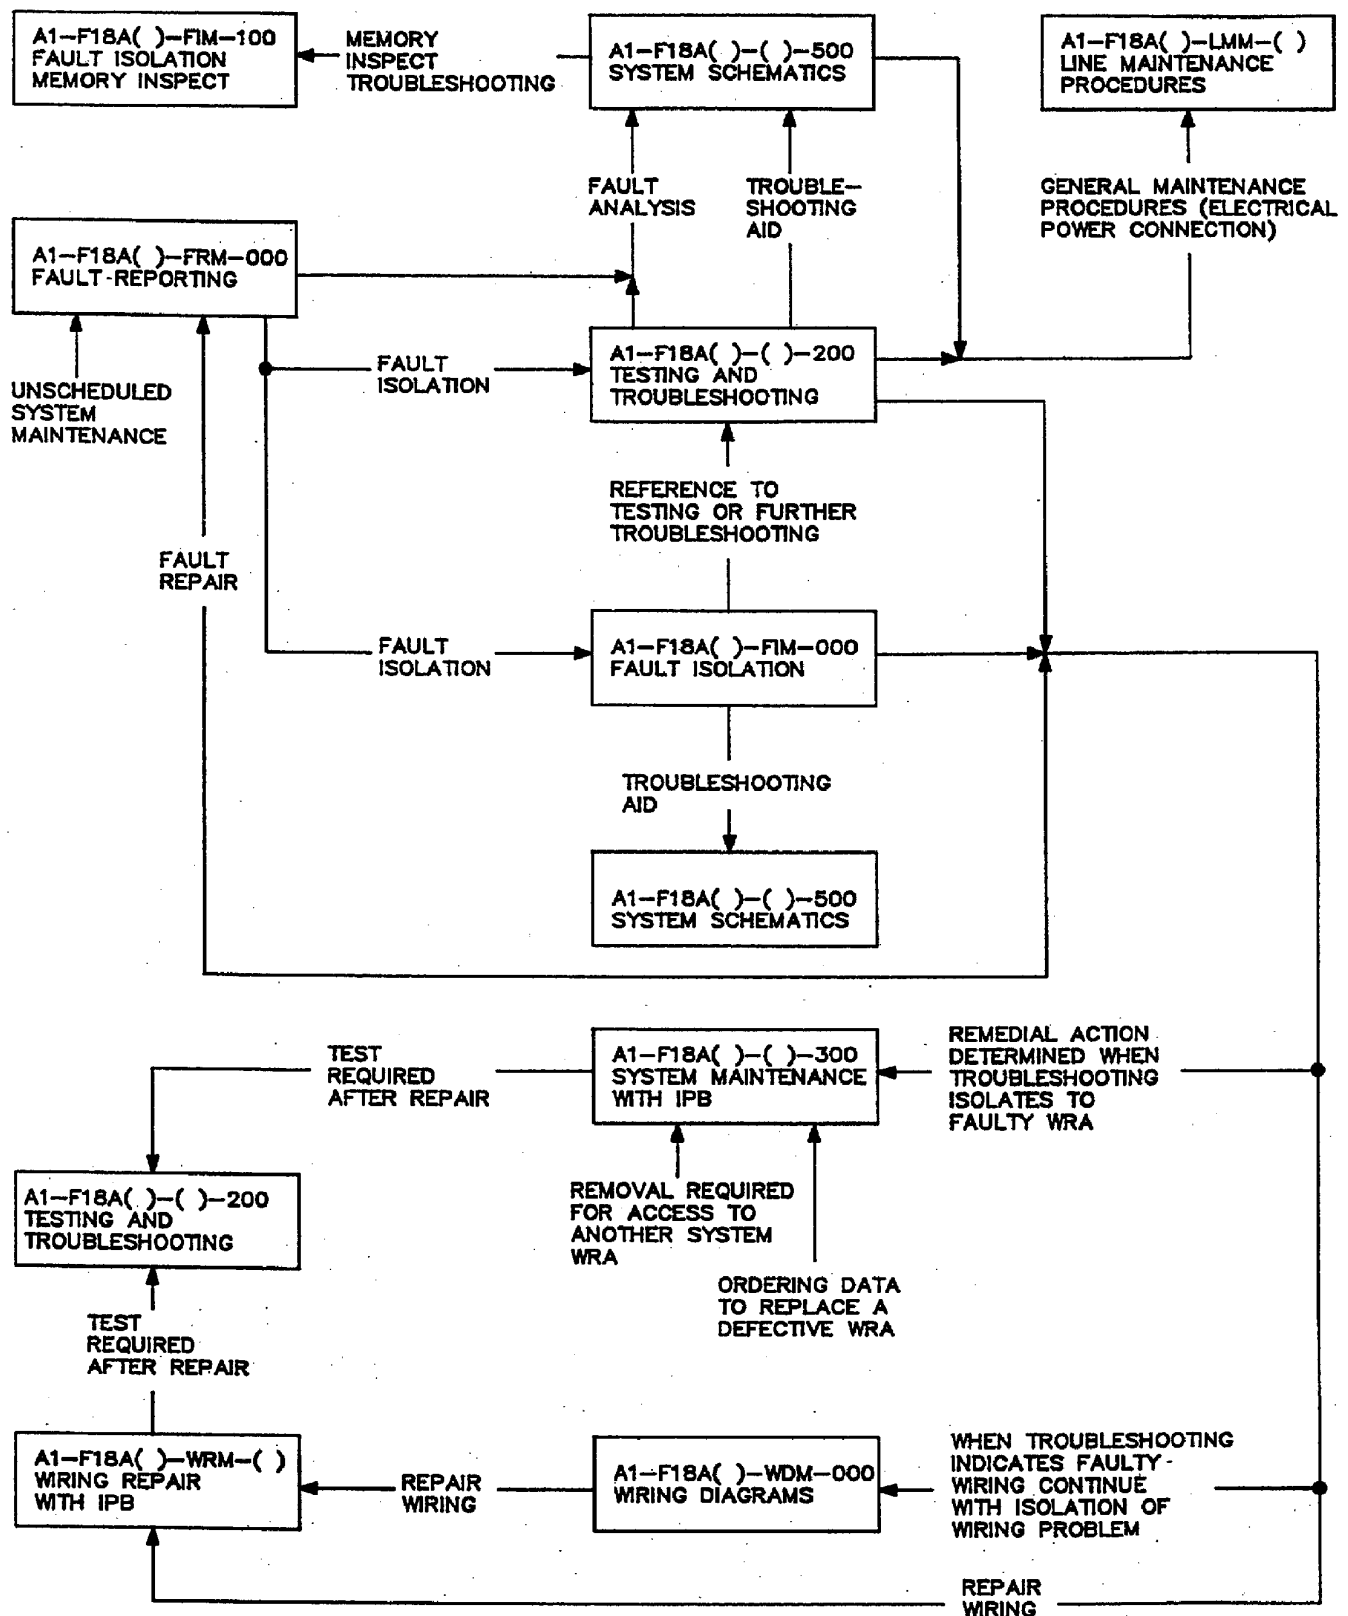 A1-F18A( )-FIM-100
FAULT ISOLATION
MEMORY INSPECT
MEMORY
INSPECT
TROUBLESHOOTING
A1-F18A( )-( )-500
SYSTEM SCHEMATICS
A1-F18A( )-LMM-( )
LINE MAINTENANCE
PROCEDURES
FAULT
ANALYSIS
TROUBLE-
SHOOTING
AID
GENERAL MAINTENANCE
PROCEDURES (ELECTRICAL
POWER CONNECTION)
A1-F18A( )-FRM-000
FAULT-REPORTING
UNSCHEDULED
SYSTEM
MAINTENANCE
FAULT
ISOLATION
A1-F18A( )-( )-200
TESTING AND
TROUBLESHOOTING
REFERENCE TO
TESTING OR FURTHER
TROUBLESHOOTING
FAULT
REPAIR
FAULT
ISOLATION
A1-F18A( )-FIM-000
FAULT ISOLATION
TROUBLESHOOTING
AID
A1-F18A( )-( )-500
SYSTEM SCHEMATICS
TEST
REQUIRED
AFTER REPAIR
A1-F18A( )-( )-300
SYSTEM MAINTENANCE
WITH IPB
REMEDIAL ACTION
DETERMINED WHEN
TROUBLESHOOTING
ISOLATES TO
FAULTY WRA
A1-F18A( )-( )-200
TESTING AND
TROUBLESHOOTING
REMOVAL REQUIRED
FOR ACCESS TO
ANOTHER SYSTEM
WRA
ORDERING DATA
TO REPLACE A
DEFECTIVE WRA
TEST
REQUIRED
AFTER REPAIR
A1-F18A( )-WRM-( )
WIRING REPAIR
WITH IPB
REPAIR
WIRING
A1-F18A( )-WDM-000
WIRING DIAGRAMS
WHEN TROUBLESHOOTING
INDICATES FAULTY-
WIRING CONTINUE
WITH ISOLATION OF
WIRING PROBLEM
REPAIR
WIRING